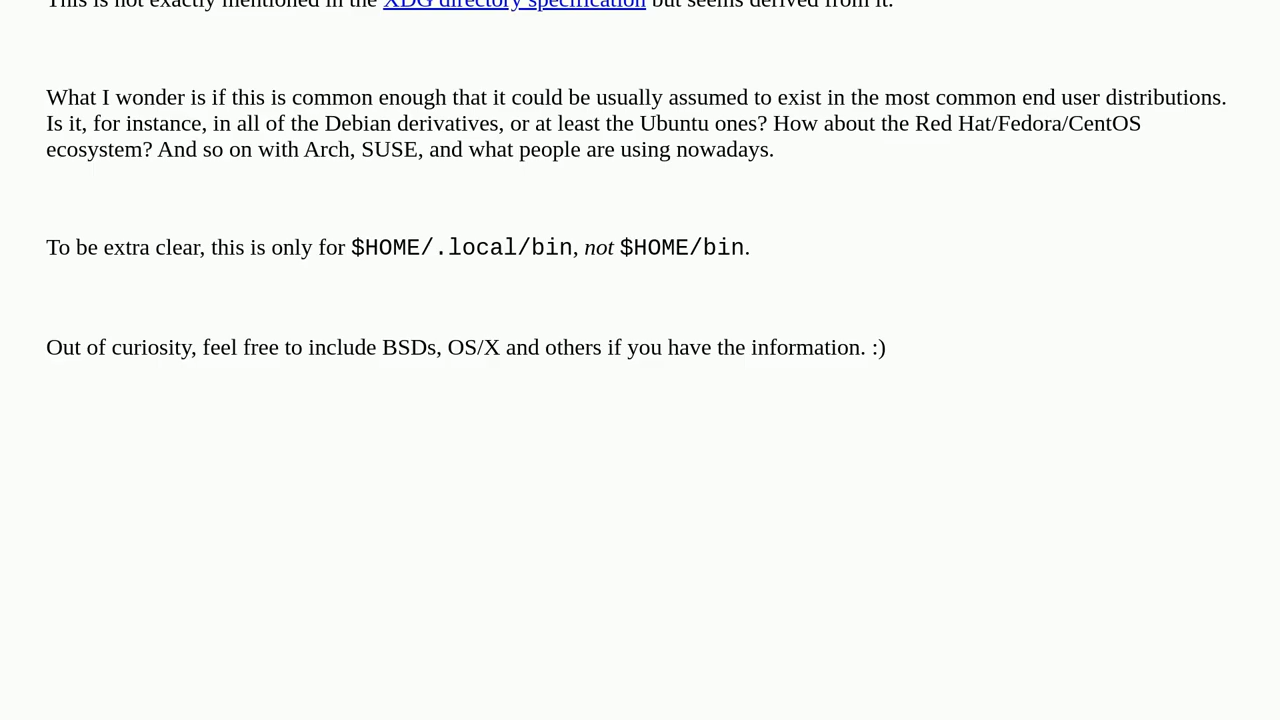 This is not exactly mentioned in the XDG directory specification but seems derived from it.
What I wonder is if this is common enough that it could be usually assumed to exist in the most common end user distributions.
Is it, for instance, in all of the Debian derivatives, or at least the Ubuntu ones? How about the Red Hat/Fedora/CentOS
ecosystem? And so on with Arch, SUSE, and what people are using nowadays.
To be extra clear, this is only for $HOME/.local/bin, not $HOME/bin.
Out of curiosity, feel free to include BSDs, OS/X and others if you have the information. :)